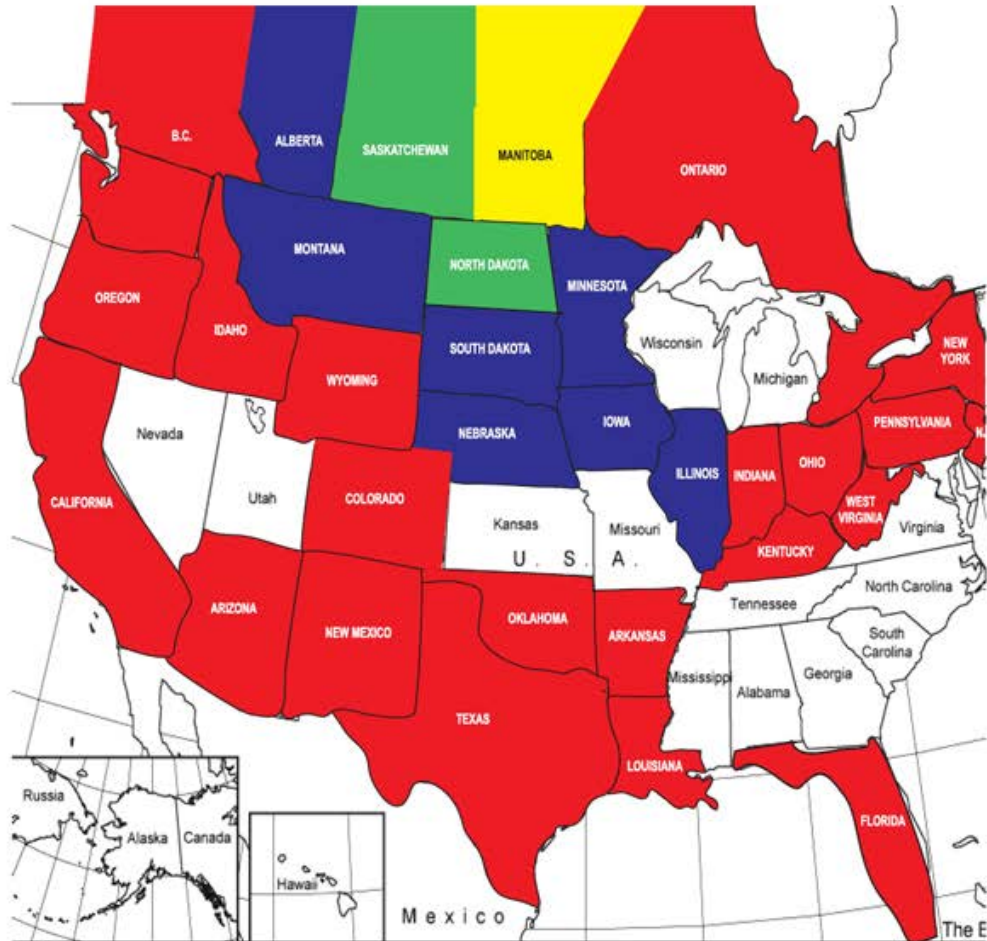 B.C.
ALBERTA
SASKATCHEWAN
MANITOBA
ONTARIO
MONTANA
NORTH DAKOTA
MINNESOTA
OREGON
IDAHO
SOUTH DAKOTA
Wisconsin
NEW
YORK
WYOMING
Michigan
PENNSYLVANIA
N.J
Nevada
NEBRASKA
IOWA
ILLINOIS
INDIANA
OHIO
CALIFORNIA
Utah
COLORADO
Kansas
Missouri
WEST
VIRGINIA
Virginia
KENTUCKY
U. S. A.
North Carolina
Tennessee
ARIZONA
NEW MEXICO
OKLAHOMA
ARKANSAS
South
Carolina
Mississippi
Alabama
Georgia
TEXAS
LOUISIANA
FLORIDA
Russia
Alaska
Canada
Hawaii
Mexico
The B